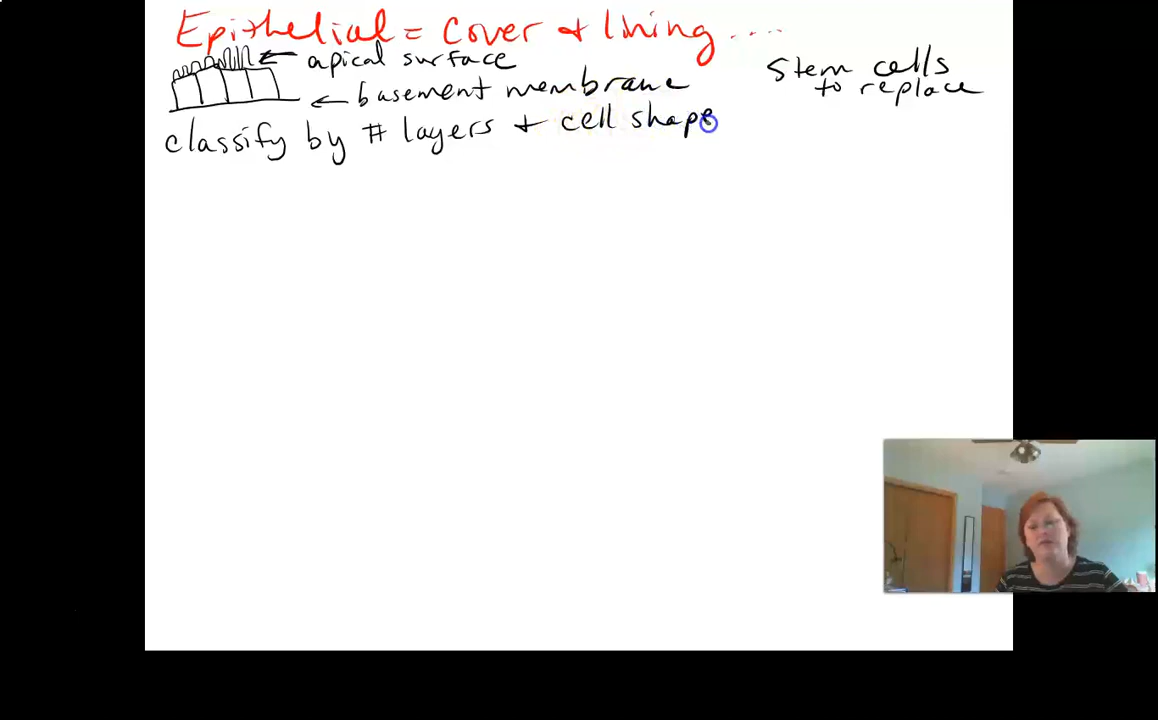 Epithelial = Cover + lining ....
apical surface
basement membrane
Stem cells
to replace
classify by # layers + cell shape